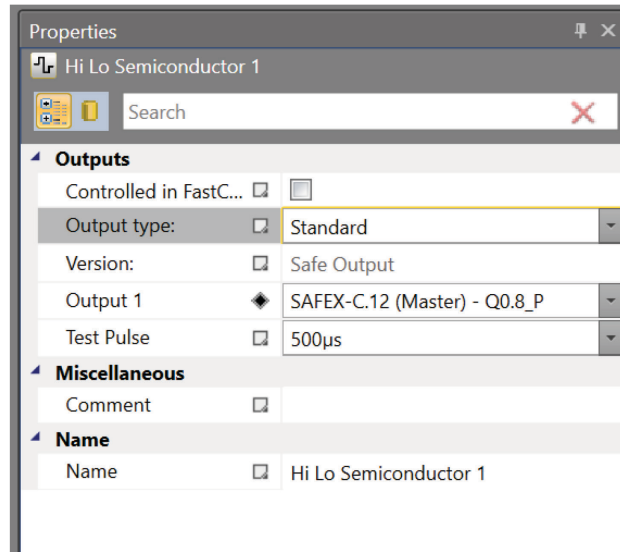 Properties
Hi Lo Semiconductor 1
Search
Outputs
Controlled in FastC...
Output type: Standard
Version: Safe Output
Output 1 SAFEX-C.12 (Master) - Q0.8_P
Test Pulse 500µs
Miscellaneous
Comment
Name
Name Hi Lo Semiconductor 1